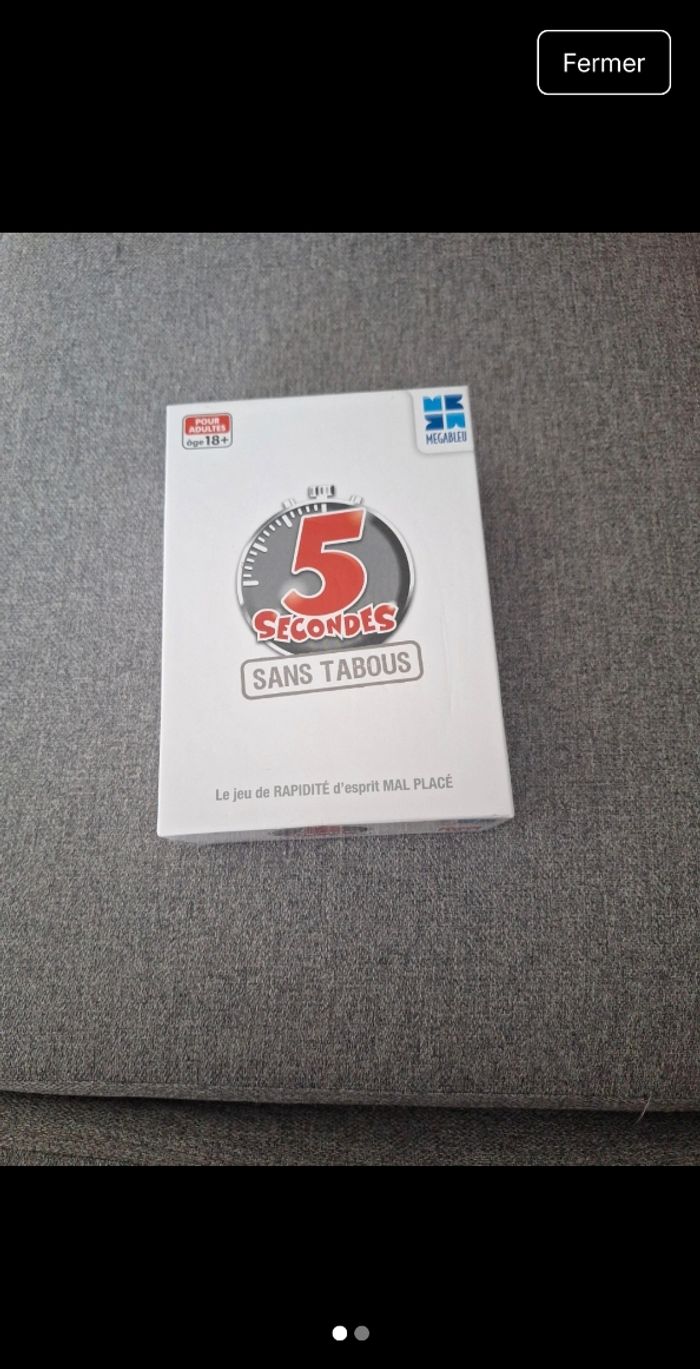 Fermer
POUR
ADULTES
âge 18+
MEGABLEU
5
SECONDES
SANS TABOUS
Le jeu de RAPIDITÉ d'esprit MAL PLACÉ